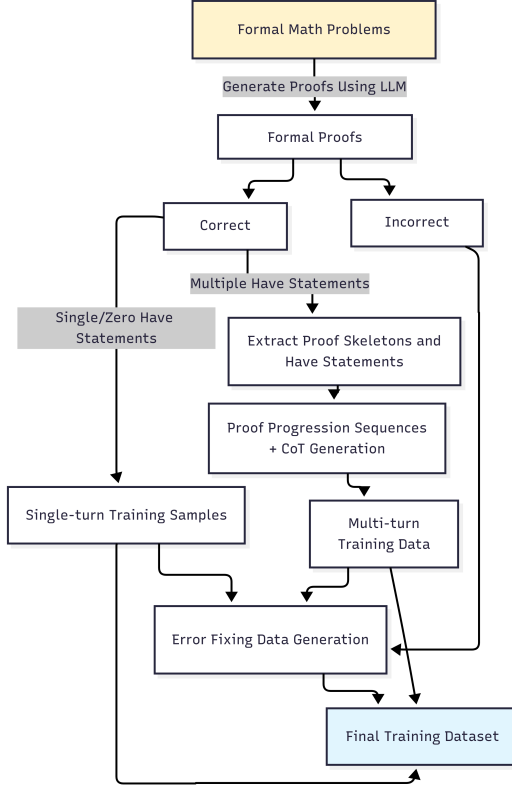 Formal Math Problems
Generate Proofs Using LLM
Formal Proofs
Correct
Incorrect
Multiple Have Statements
Single/Zero Have
Statements
Extract Proof Skeletons and
Have Statements
Proof Progression Sequences
+ CoT Generation
Single-turn Training Samples
Multi-turn
Training Data
Error Fixing Data Generation
Final Training Dataset